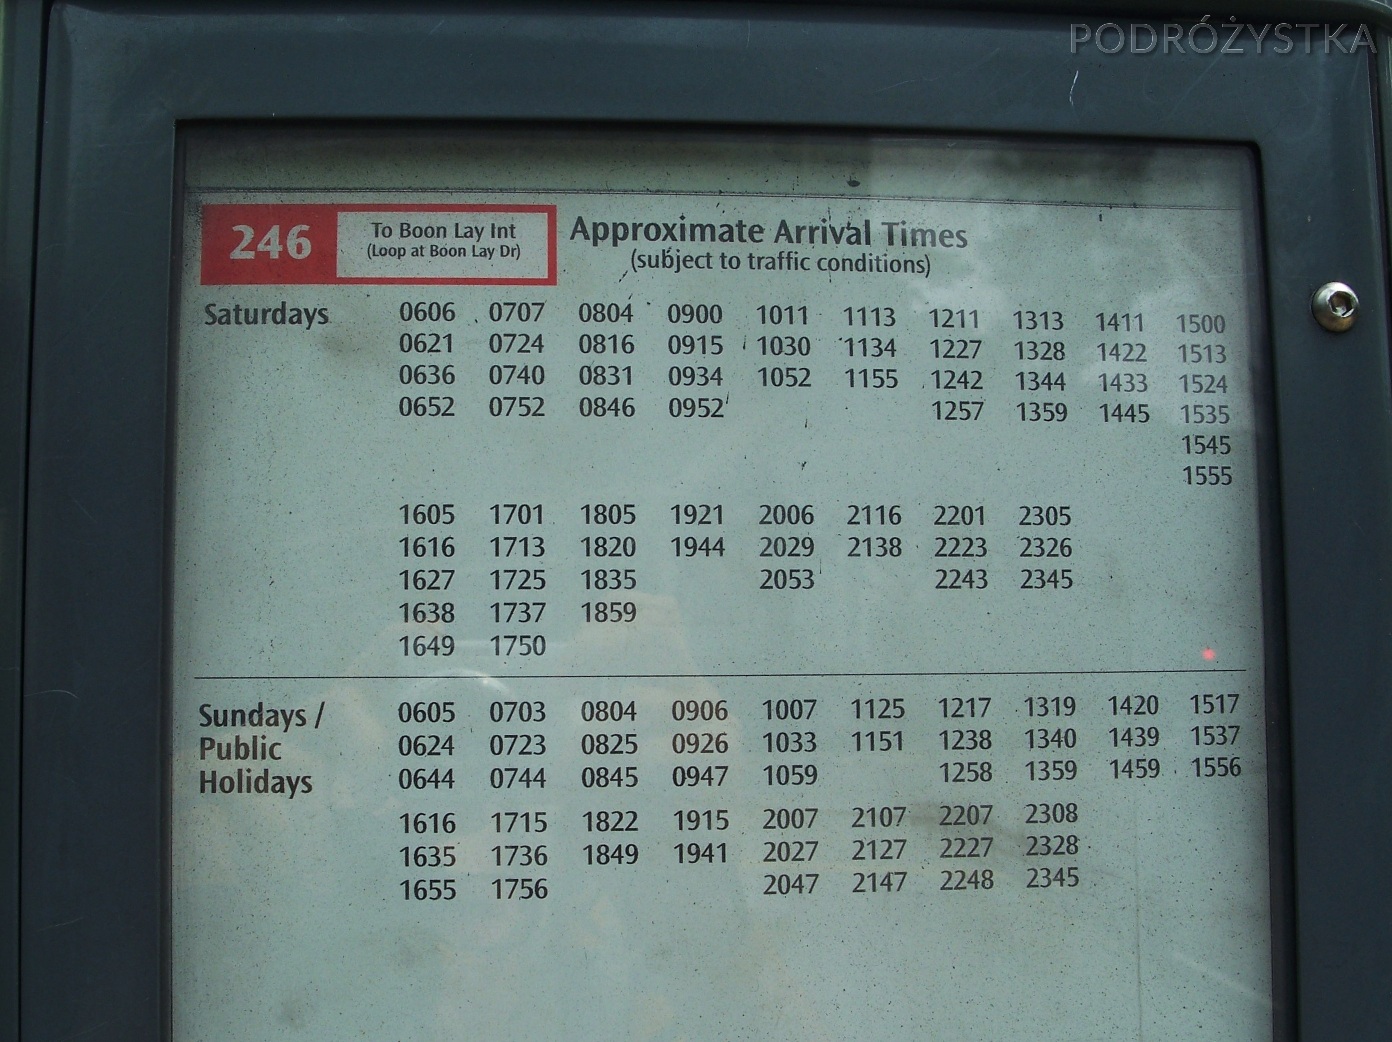 PODRÓŻYSTKA
246 To Boon Lay Int Approximate Arrival Times
(Loop at Boon Lay Dr) (subject to traffic conditions)
Saturdays 0606 0707 0804 0900 1011 1113 1211 1313 1411 1500
0621 0724 0816 0915 1030 1134 1227 1328 1422 1513
0636 0740 0831 0934 1052 1155 1242 1344 1433 1524
0652 0752 0846 0952 1257 1359 1445 1535
1545
1555
1605 1701 1805 1921 2006 2116 2201 2305
1616 1713 1820 1944 2029 2138 2223 2326
1627 1725 1835 2053 2243 2345
1638 1737 1859
1649 1750
Sundays / 0605 0703 0804 0906 1007 1125 1217 1319 1420 1517
Public 0624 0723 0825 0926 1033 1151 1238 1340 1439 1537
Holidays 0644 0744 0845 0947 1059 1258 1359 1459 1556
1616 1715 1822 1915 2007 2107 2207 2308
1635 1736 1849 1941 2027 2127 2227 2328
1655 1756 2047 2147 2248 2345